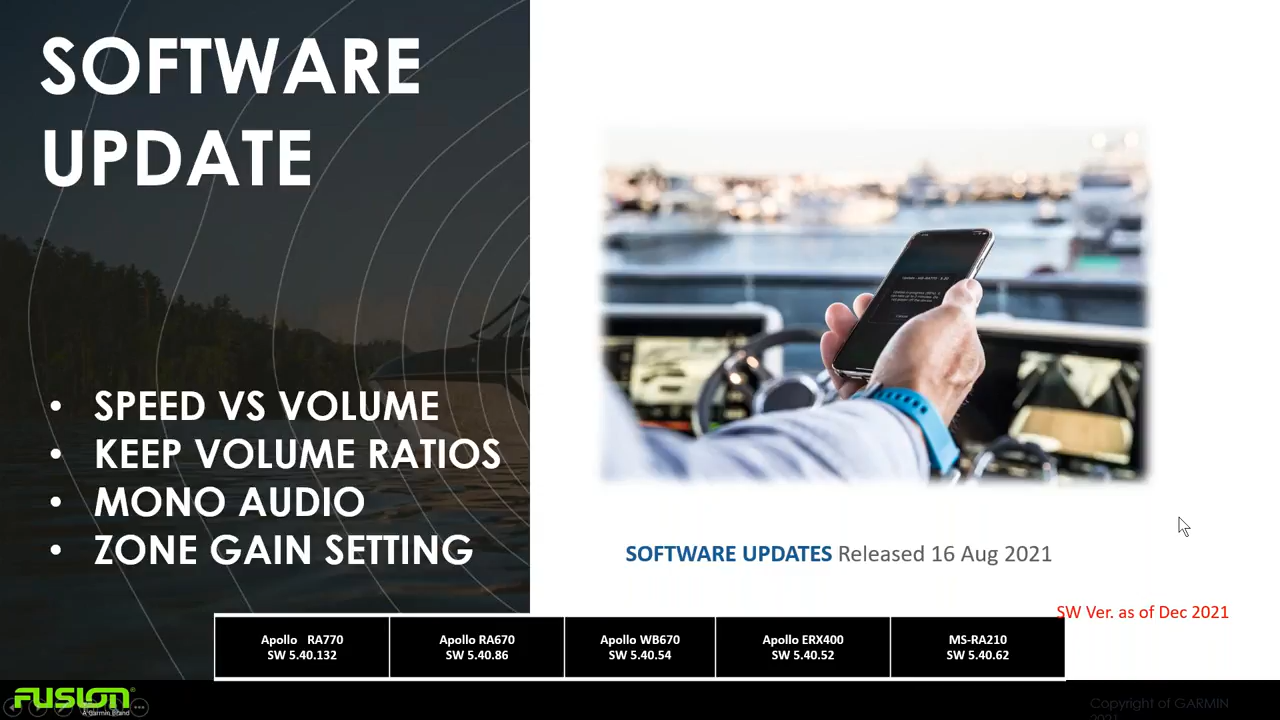 SOFTWARE
UPDATE
SPEED VS VOLUME
KEEP VOLUME RATIOS
MONO AUDIO
ZONE GAIN SETTING
SOFTWARE UPDATES Released 16 Aug 2021
SW Ver. as of Dec 2021
Apollo RA770
SW 5.40.132
Apollo RA670
SW 5.40.86
Apollo WB670
SW 5.40.54
Apollo ERX400
SW 5.40.52
MS-RA210
SW 5.40.62
FUSION
A Garmin Brand
Copyright of GARMIN
2021